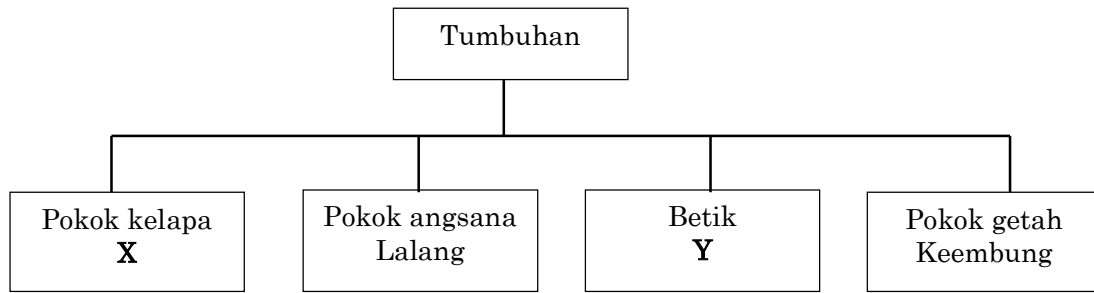 Tumbuhan
Pokok kelapa
X
Pokok angsana
Lalang
Betik
Y
Pokok getah
Keembung